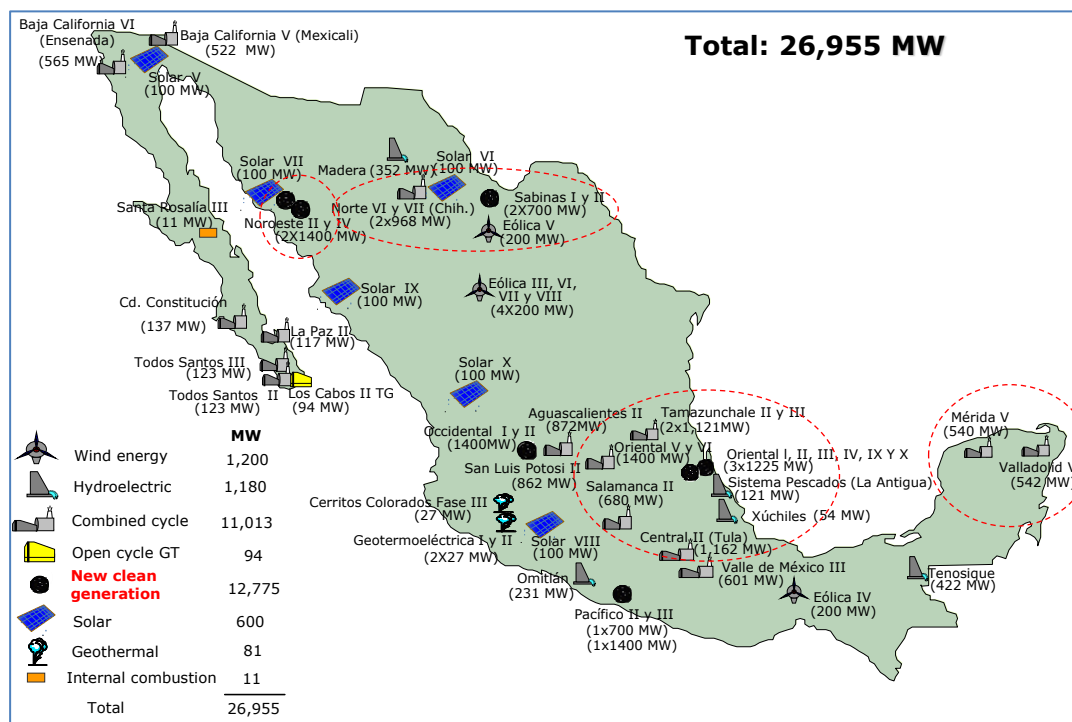 Baja California VI
(Ensenada)
(565 MW)
Baja California V (Mexicali)
(522 MW)
Total: 26,955 MW
Solar V
(100 MW)
Solar VII
(100 MW)
Madera (352 MW)
Solar VI
(100 MW)
Santa Rosalía III
(11 MW)
Noroeste II y IV
(2X1400 MW)
Norte VI y VII (Chih.)
(2x968 MW)
Sabinas I y II
(2X700 MW)
Eólica V
(200 MW)
Solar IX
(100 MW)
Eólica III, VI,
VII y VIII
(4X200 MW)
Cd. Constitución
(137 MW)
La Paz II
(117 MW)
Todos Santos III
(123 MW)
Todos Santos II
(123 MW)
Los Cabos II TG
(94 MW)
Solar X
(100 MW)
Aguascalientes II
(872MW)
Tamazunchale II y III
(2x1,121MW)
Mérida V
(540 MW)
Valladolid V
(542 MW)
Occidental I y II
(1400MW)
Oriental V y VI
(1400 MW)
Oriental I, II, III, IV, IX Y X
(3x1225 MW)
San Luis Potosi II
(862 MW)
Salamanca II
(680 MW)
Sistema Pescados (La Antigua)
(121 MW)
Xúchiles (54 MW)
Cerritos Colorados Fase III
(27 MW)
Geotermoeléctrica I y II
(2X27 MW)
Solar VIII
(100 MW)
Central II (Tula)
(1,162 MW)
Valle de México III
(601 MW)
Omitlán
(231 MW)
Pacífico II y III
(1x700 MW)
(1x1400 MW)
Eólica IV
(200 MW)
Tenosique
(422 MW)
MW
Wind energy 1,200
Hydroelectric 1,180
Combined cycle 11,013
Open cycle GT 94
New clean
generation 12,775
Solar 600
Geothermal 81
Internal combustion 11
Total 26,955